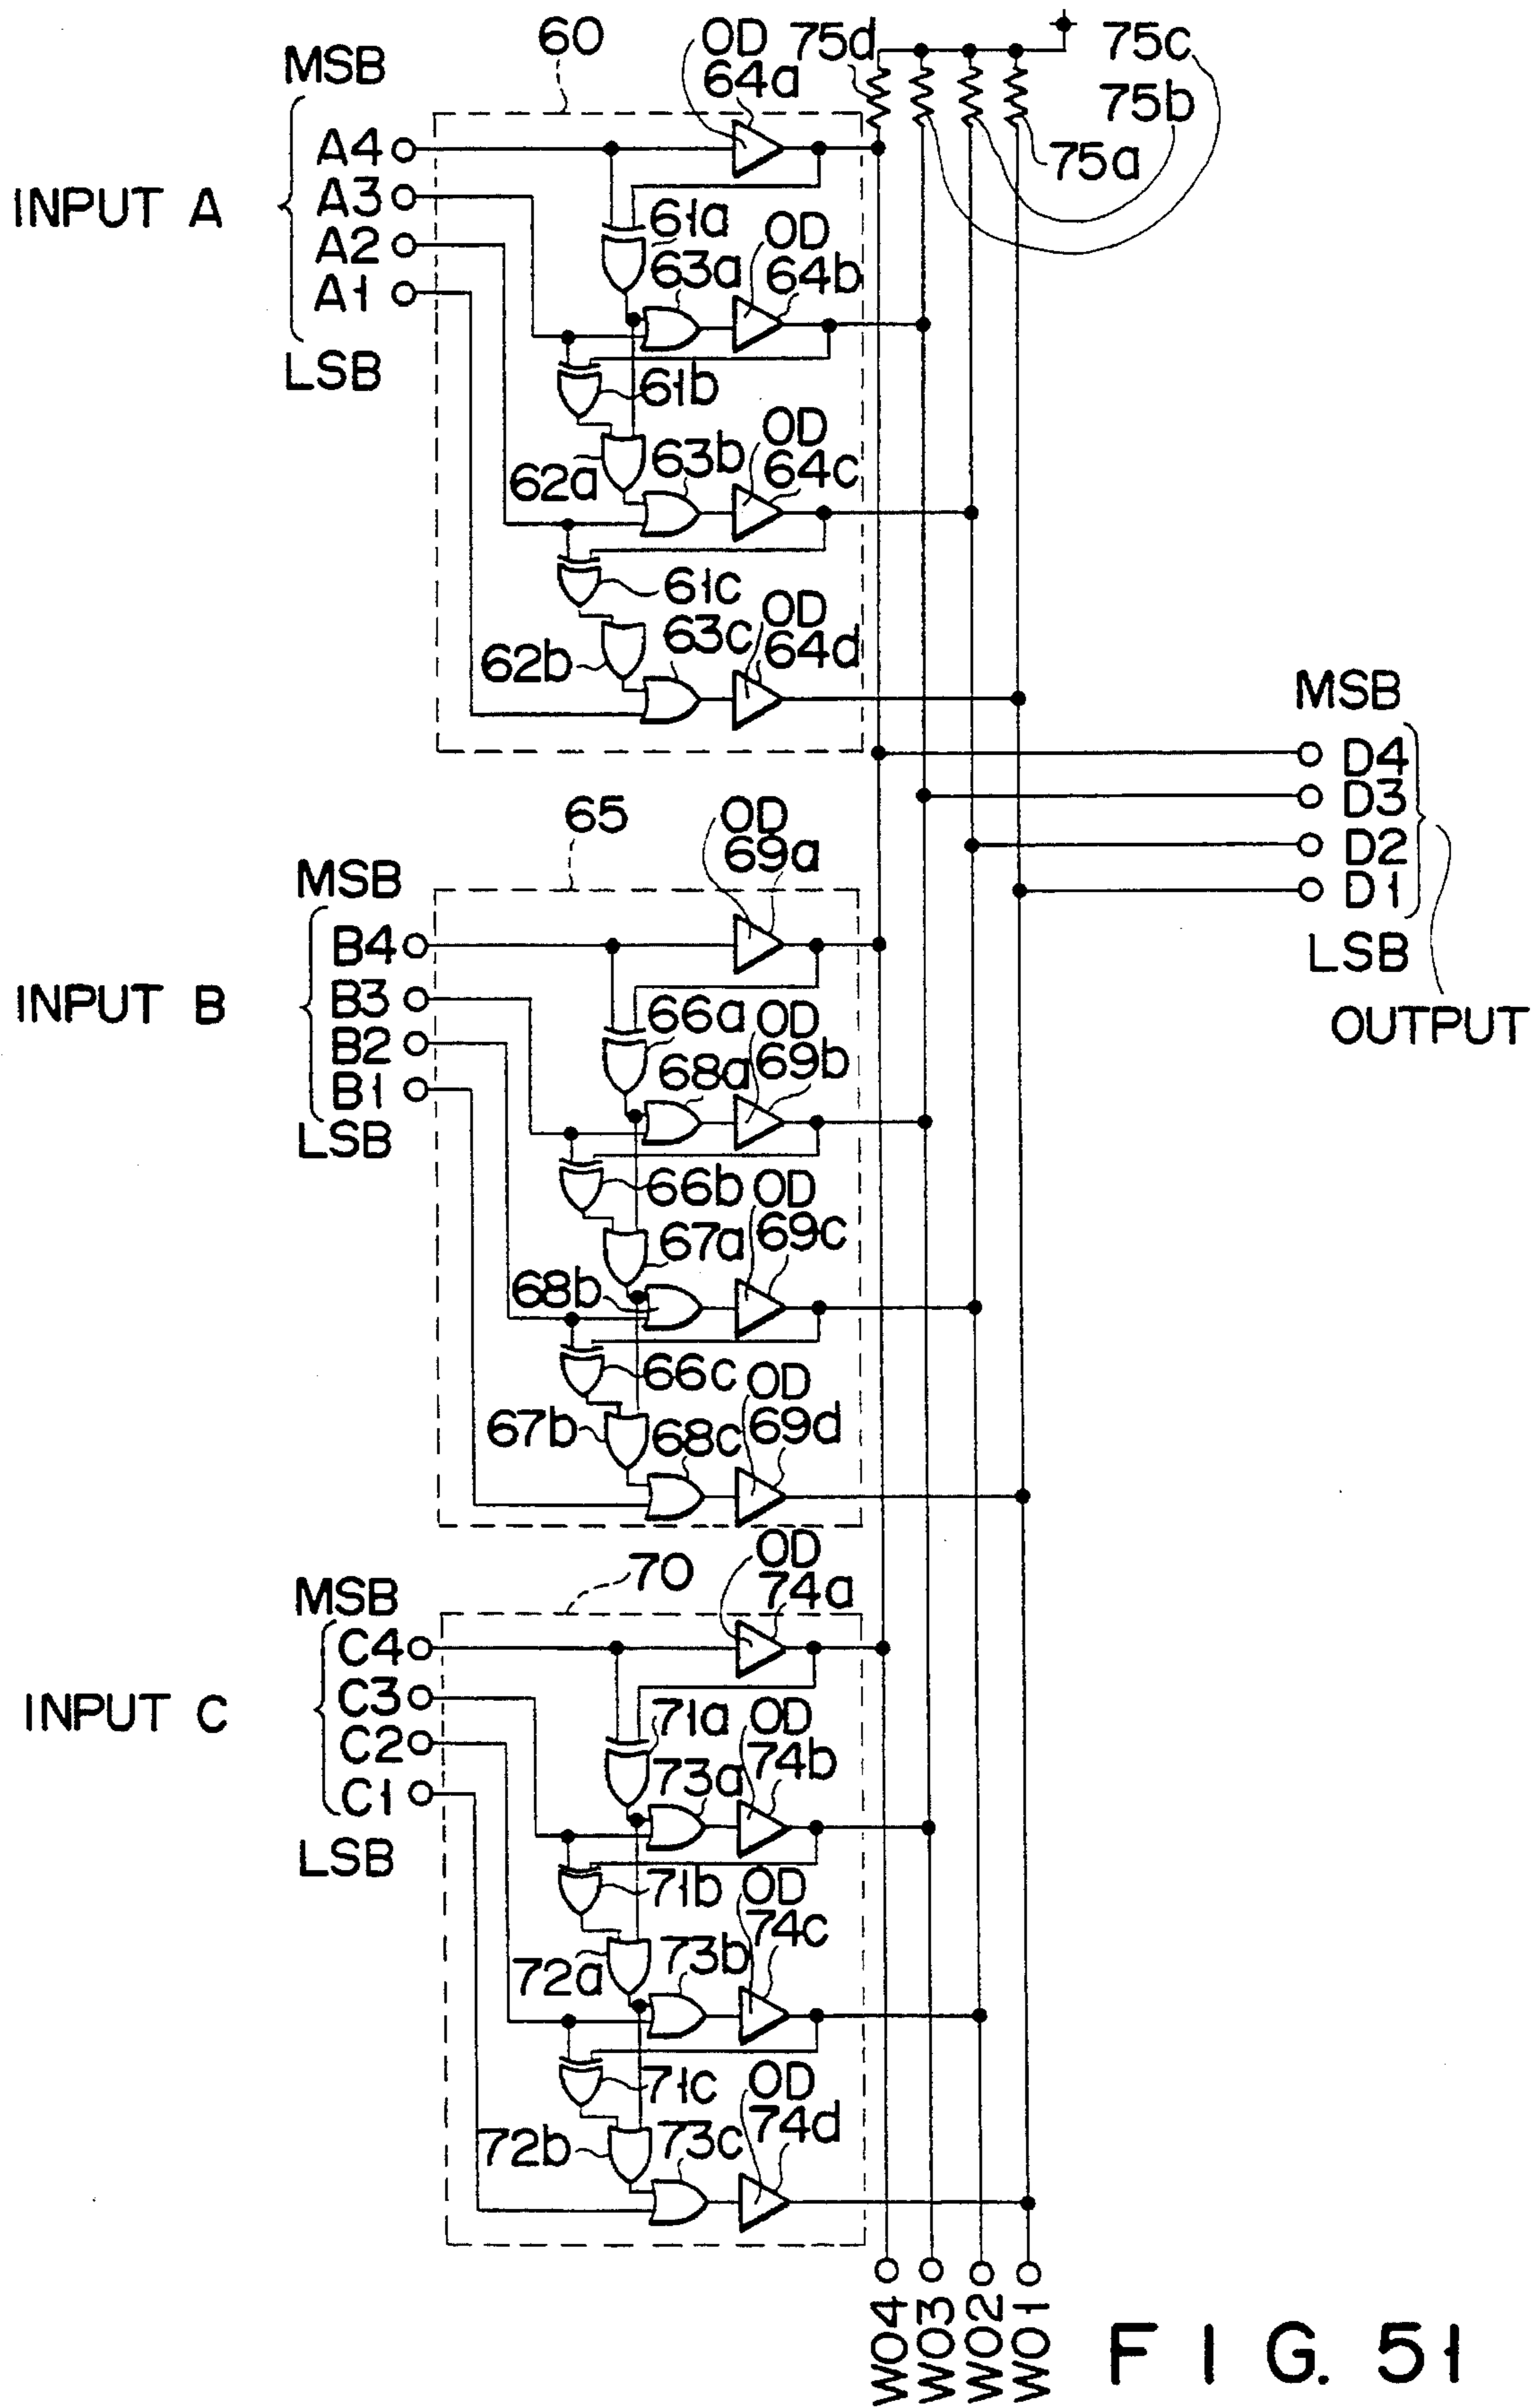 60
OD
64a
75d
75c
75b
75a
MSB
A4
A3
A2
A1
INPUT A
LSB
61a
63a
OD
64b
61b
62a
63b
OD
64c
61c
62b
63c
OD
64d
MSB
D4
D3
D2
D1
LSB
OUTPUT
65
OD
69a
MSB
B4
B3
B2
B1
INPUT B
LSB
66a
68a
OD
69b
66b
67a
OD
69c
68b
66c
67b
68c
OD
69d
70
OD
74a
MSB
C4
C3
C2
C1
INPUT C
LSB
71a
73a
OD
74b
71b
72a
73b
OD
74c
71c
72b
73c
OD
74d
W04
W03
W02
W01
FIG. 51